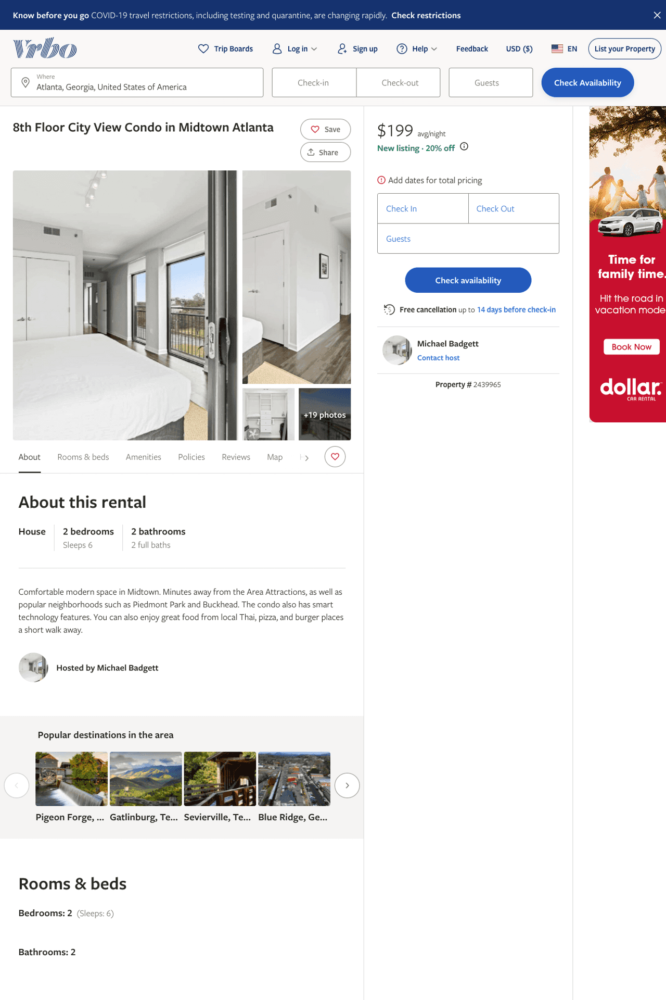 Know before you go COVID-19 travel restrictions, including testing and quarantine, are changing rapidly. Check restrictions
Vrbo
Trip Boards
Log in
Sign up
Help
Feedback
USD ($)
EN
List your Property
Where
Atlanta, Georgia, United States of America
Check-in
Check-out
Guests
Check Availability
8th Floor City View Condo in Midtown Atlanta
Save
Share
+19 photos
$199 avg/night
New listing · 20% off
Add dates for total pricing
Check In
Check Out
Guests
Check availability
Free cancellation up to 14 days before check-in
Michael Badgett
Contact host
Property # 2439965
Time for
family time.
Hit the road in
vacation mode
Book Now
dollar.
CAR RENTAL
About
Rooms & beds
Amenities
Policies
Reviews
Map
About this rental
House
2 bedrooms
Sleeps 6
2 bathrooms
2 full baths
Comfortable modern space in Midtown. Minutes away from the Area Attractions, as well as
popular neighborhoods such as Piedmont Park and Buckhead. The condo also has smart
technology features. You can also enjoy great food from local Thai, pizza, and burger places
a short walk away.
Hosted by Michael Badgett
Popular destinations in the area
Pigeon Forge, ...
Gatlinburg, Te...
Sevierville, Te...
Blue Ridge, Ge...
Rooms & beds
Bedrooms: 2 (Sleeps: 6)
Bathrooms: 2